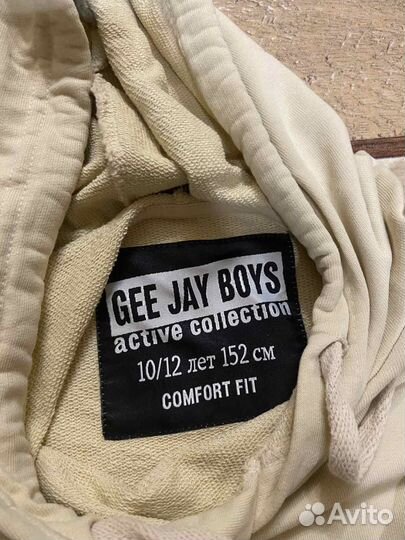 GEE JAY BOYS
active collection
10/12 лет 152 см
COMFORT FIT
Avito